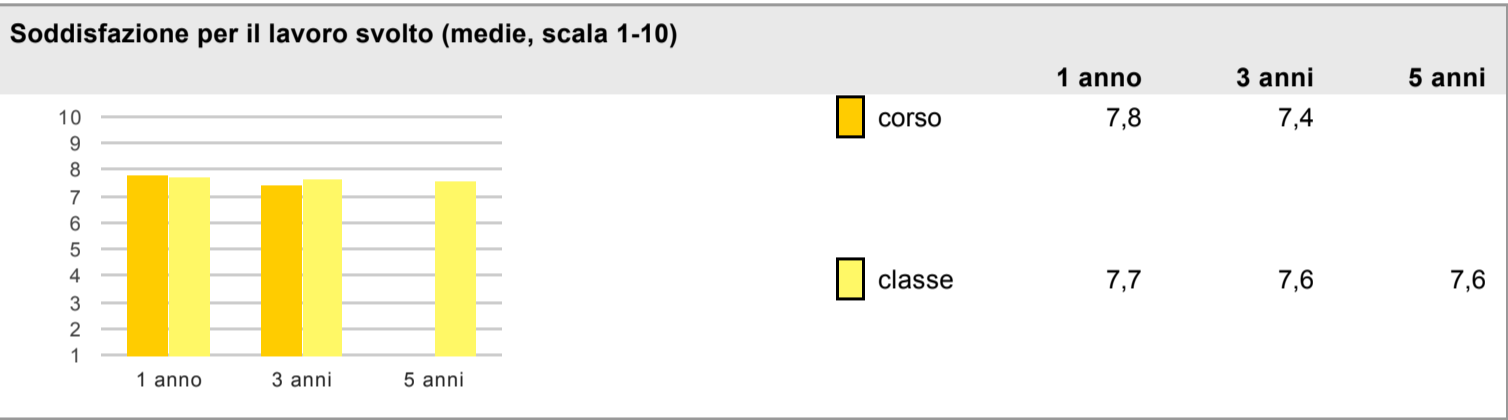 Soddisfazione per il lavoro svolto (medie, scala 1-10)
1 anno 3 anni 5 anni
corso 7,8 7,4
classe 7,7 7,6 7,6
10
9
8
7
6
5
4
3
2
1
1 anno 3 anni 5 anni